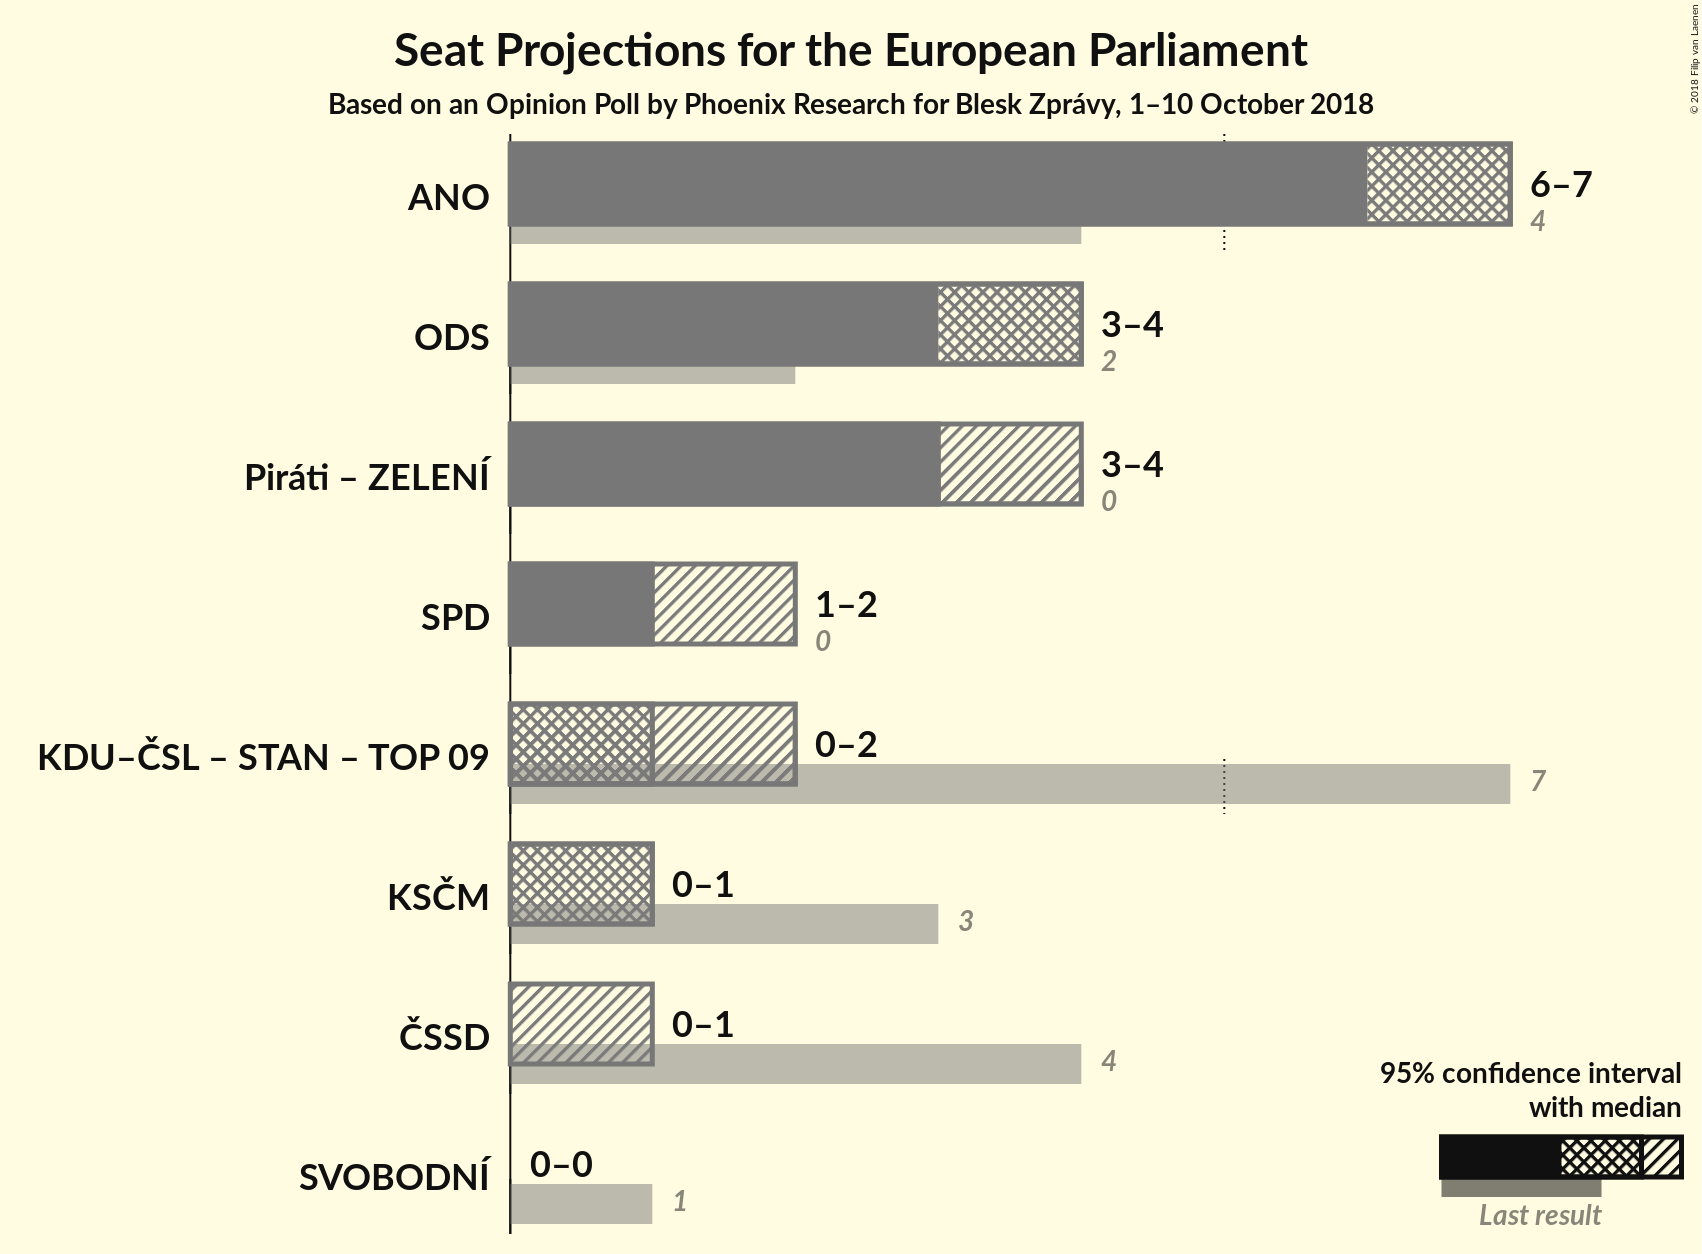 Seat Projections for the European Parliament
Based on an Opinion Poll by Phoenix Research for Blesk Zprávy, 1–10 October 2018
© 2018 Filip van Laenen
ANO
6–7
4
ODS
3–4
2
Piráti – ZELENÍ
3–4
0
SPD
1–2
0
KDU–ČSL – STAN – TOP 09
0–2
7
KSČM
0–1
3
ČSSD
0–1
4
SVOBODNÍ
0–0
1
95% confidence interval
with median
Last result